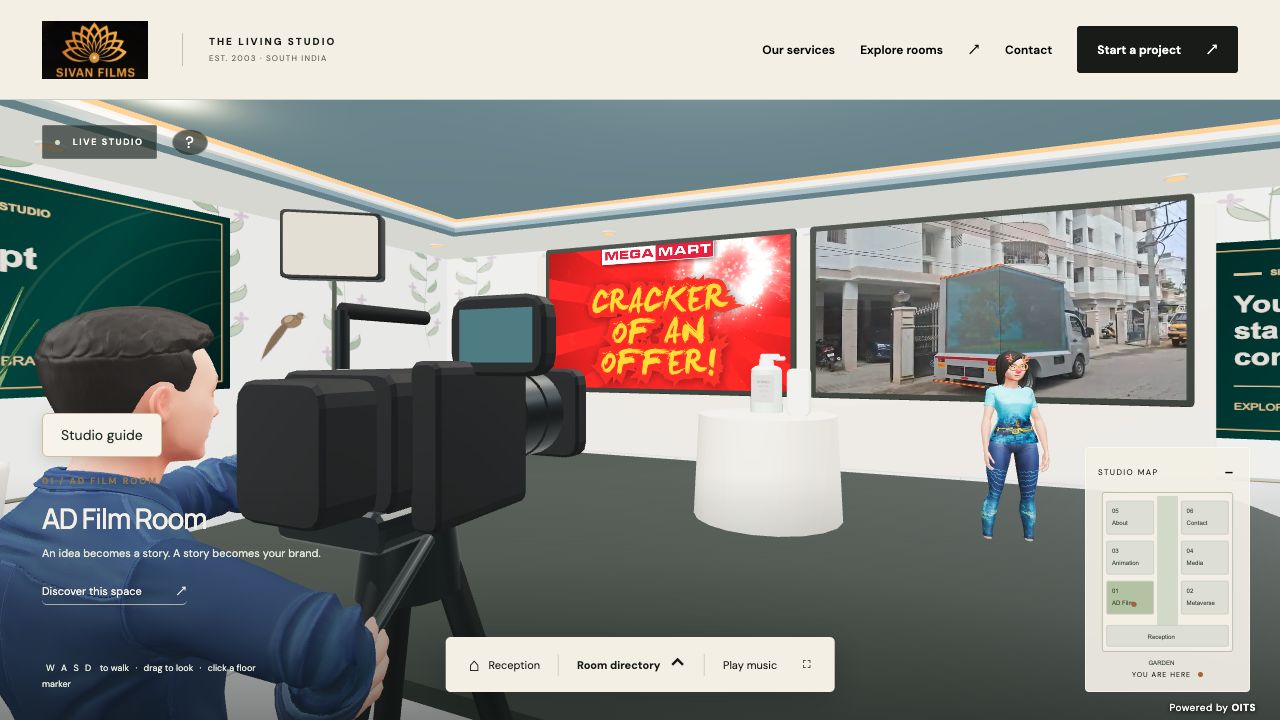 SIVAN FILMS
THE LIVING STUDIO
EST. 2003 · SOUTH INDIA
Our services
Explore rooms ↗
Contact
Start a project ↗
LIVE STUDIO
?
STUDIO
pt
ERA
MEGA MART
CRACKER
OF AN
OFFER!
You
sta
con
EXPLOR
Studio guide
01 / AD FILM ROOM
AD Film Room
An idea becomes a story. A story becomes your brand.
Discover this space ↗
W A S D to walk · drag to look · click a floor
marker
Reception
Room directory
Play music
STUDIO MAP
05
About
06
Contact
03
Animation
04
Media
01
AD Film
02
Metaverse
Reception
GARDEN
YOU ARE HERE
Powered by OITS